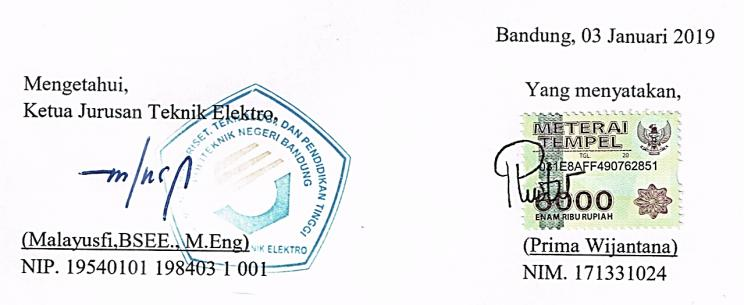 Bandung, 03 Januari 2019
Mengetahui,
Ketua Jurusan Teknik Elektro,
RISET, TEKNOLOGI DAN PENDIDIKAN TINGGI
POLITEKNIK NEGERI BANDUNG
TEKNIK ELEKTRO
(Malayusfi,BSEE., M.Eng)
NIP. 19540101 198403 1 001
Yang menyatakan,
METERAI
TEMPEL
TGL 20
E8AFF490762851
6000
ENAM RIBU RUPIAH
(Prima Wijantana)
NIM. 171331024